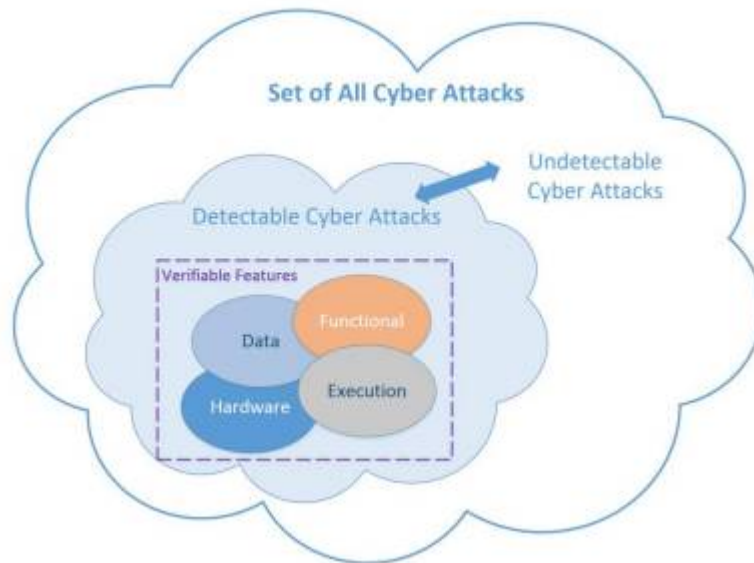 Set of All Cyber Attacks
Undetectable
Cyber Attacks
Detectable Cyber Attacks
Verifiable Features
Functional
Data
Execution
Hardware